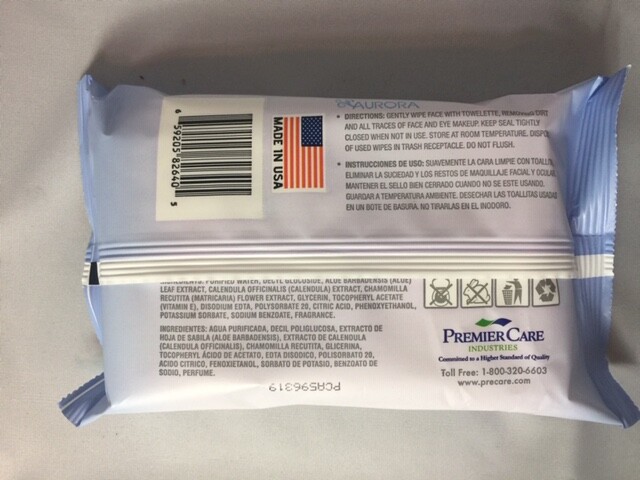 AURORA
• DIRECTIONS: GENTLY WIPE FACE WITH TOWELETTE, REMOVING DIRT
AND ALL TRACES OF FACE AND EYE MAKEUP. KEEP SEAL TIGHTLY
CLOSED WHEN NOT IN USE. STORE AT ROOM TEMPERATURE. DISPO
OF USED WIPES IN TRASH RECEPTACLE. DO NOT FLUSH.
• INSTRUCCIONES DE USO: SUAVEMENTE LA CARA LIMPIE CON TOALLO
ELIMINAR LA SUCIEDAD Y LOS RESTOS DE MAQUILLAJE FACIAL Y OCULAR
MANTENER EL SELLO BIEN CERRADO CUANDO NO SE ESTE USANDO.
GUARDAR A TEMPERATURA AMBIENTE. DESECHAR LAS TOALLITAS USADAS
EN UN BOTE DE BASURA. NO TIRARLAS EN EL INODORO.
6 59205 82640 5
MADE IN USA
INGREDIENTS: PURIFIED WATER, DECYL GLUCOSIDE, ALOE BARBADENSIS (ALOE)
LEAF EXTRACT, CALENDULA OFFICINALIS (CALENDULA) EXTRACT, CHAMOMILLA
RECUTITA (MATRICARIA) FLOWER EXTRACT, GLYCERIN, TOCOPHERYL ACETATE
(VITAMIN E), DISODIUM EDTA, POLYSORBATE 20, CITRIC ACID, PHENOXYETHANOL,
POTASSIUM SORBATE, SODIUM BENZOATE, FRAGRANCE.
INGREDIENTES: AGUA PURIFICADA, DECIL POLIGLUCOSA, EXTRACTO DE
HOJA DE SABILA (ALOE BARBADENSIS), EXTRACTO DE CALENDULA
(CALENDULA OFFICINALIS), CHAMOMILLA RECUTITA, GLICERINA,
TOCOPHERYL ÁCIDO DE ACETATO, EDTA DISODICO, POLISORBATO 20,
ACIDO CITRICO, FENOXIETANOL, SORBATO DE POTASIO, BENZOATO DE
SODIO, PERFUME.
PCA596319
PREMIER CARE
INDUSTRIES
Committed to a Higher Standard of Quality
Toll Free: 1-800-320-6603
www.precare.com